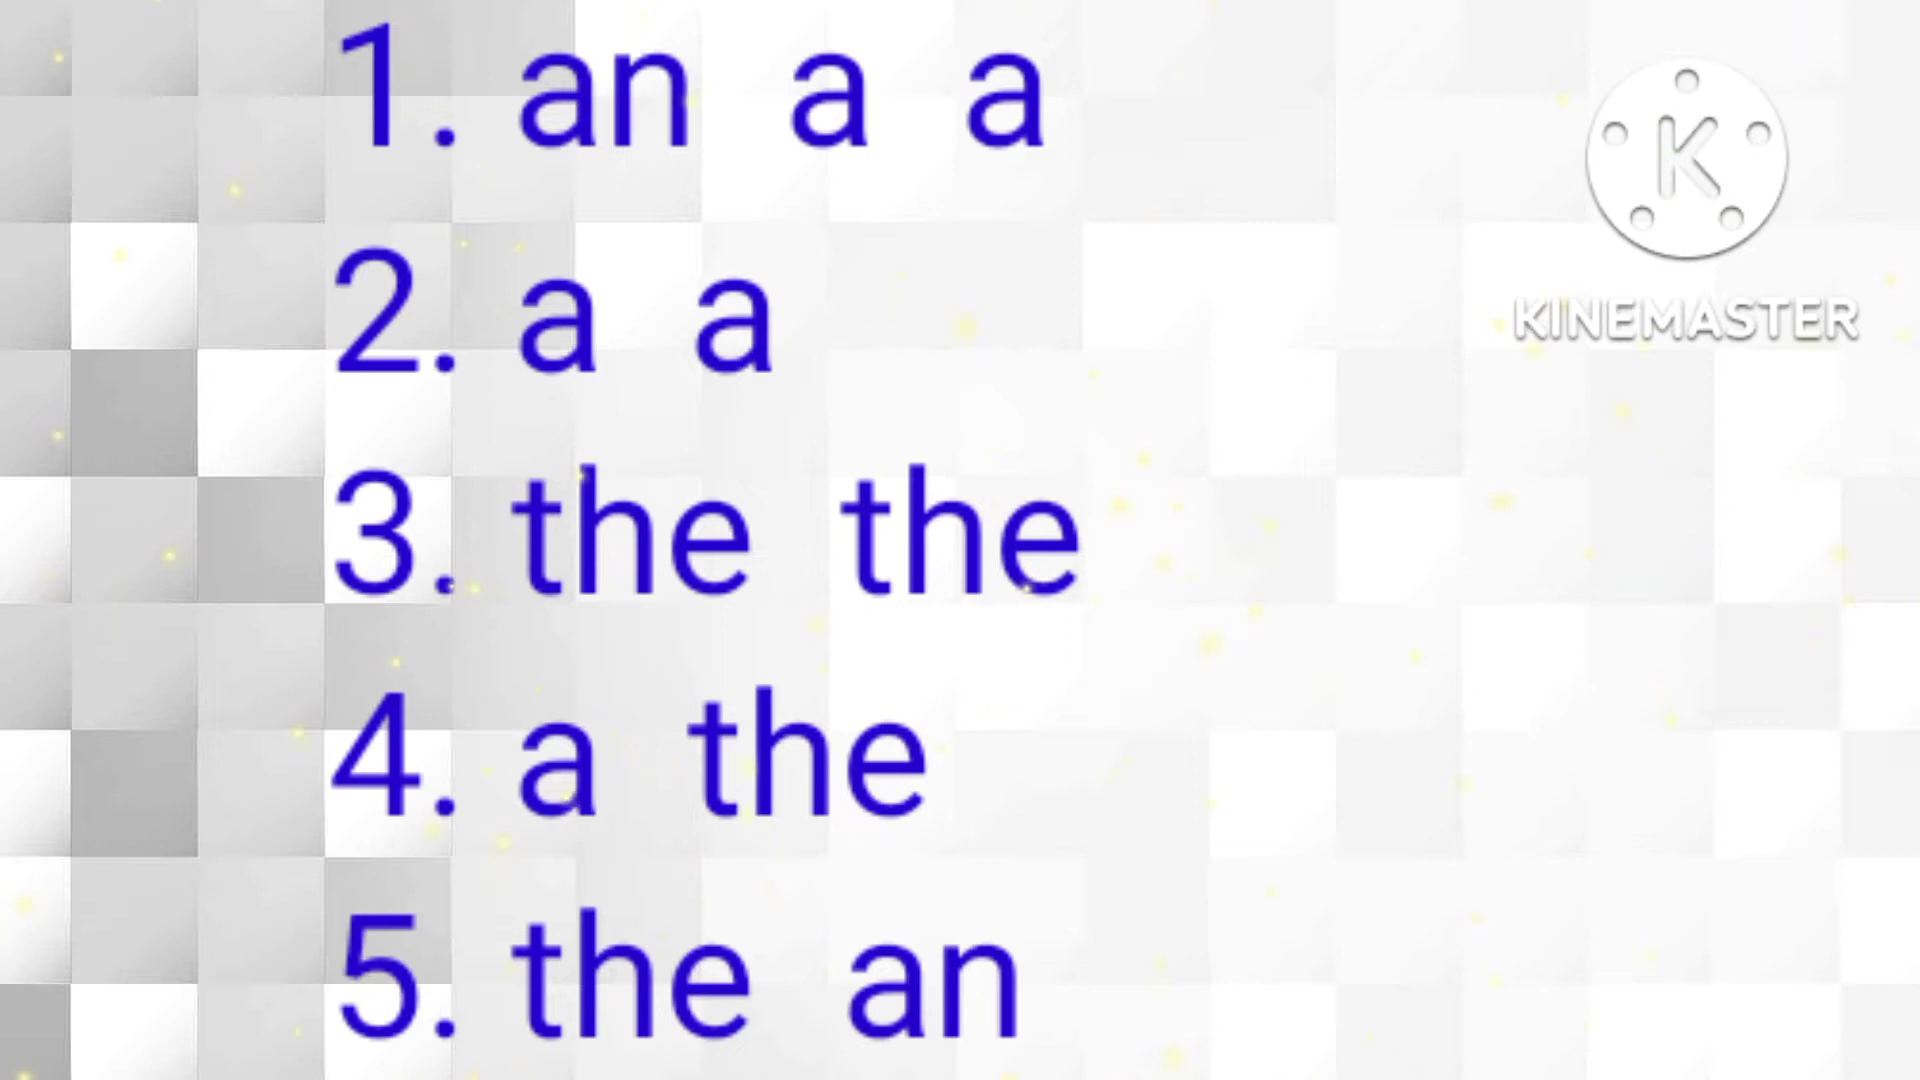 1. an a a
2. a a
3. the the
4. a the
5. the an
K
KINEMASTER